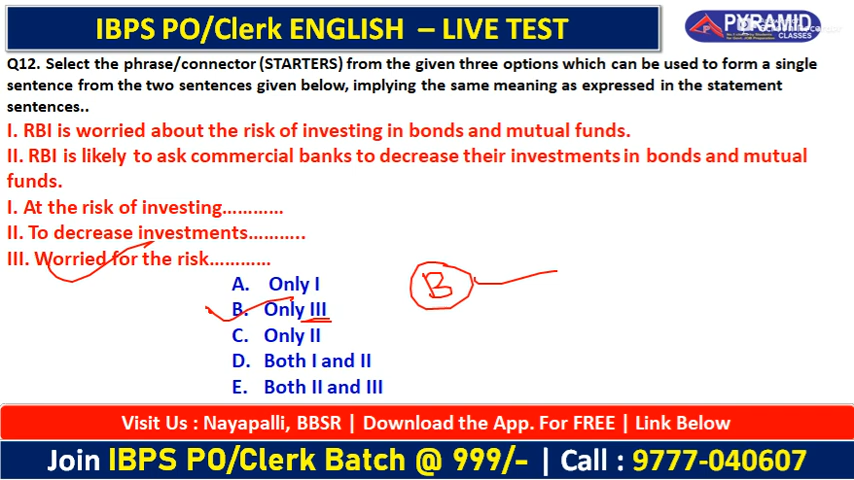 IBPS PO/Clerk ENGLISH – LIVE TEST
PYRAMID
CLASSES
Q12. Select the phrase/connector (STARTERS) from the given three options which can be used to form a single
sentence from the two sentences given below, implying the same meaning as expressed in the statement
sentences..
I. RBI is worried about the risk of investing in bonds and mutual funds.
II. RBI is likely to ask commercial banks to decrease their investments in bonds and mutual
funds.
I. At the risk of investing…………
II. To decrease investments………..
III. Worried for the risk…………
A. Only I
B. Only III
B
C. Only II
D. Both I and II
E. Both II and III
Visit Us : Nayapalli, BBSR | Download the App. For FREE | Link Below
Join IBPS PO/Clerk Batch @ 999/- | Call : 9777-040607